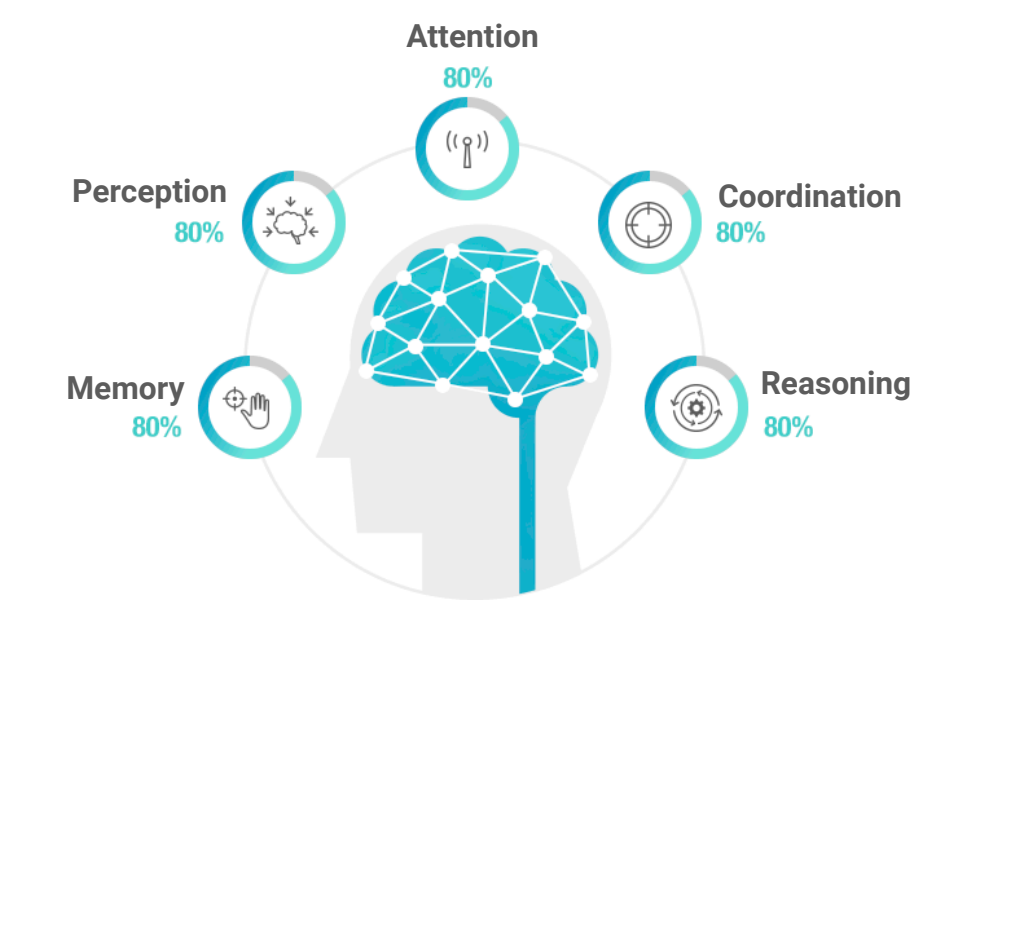 Attention
80%
Perception
80%
Coordination
80%
Memory
80%
Reasoning
80%